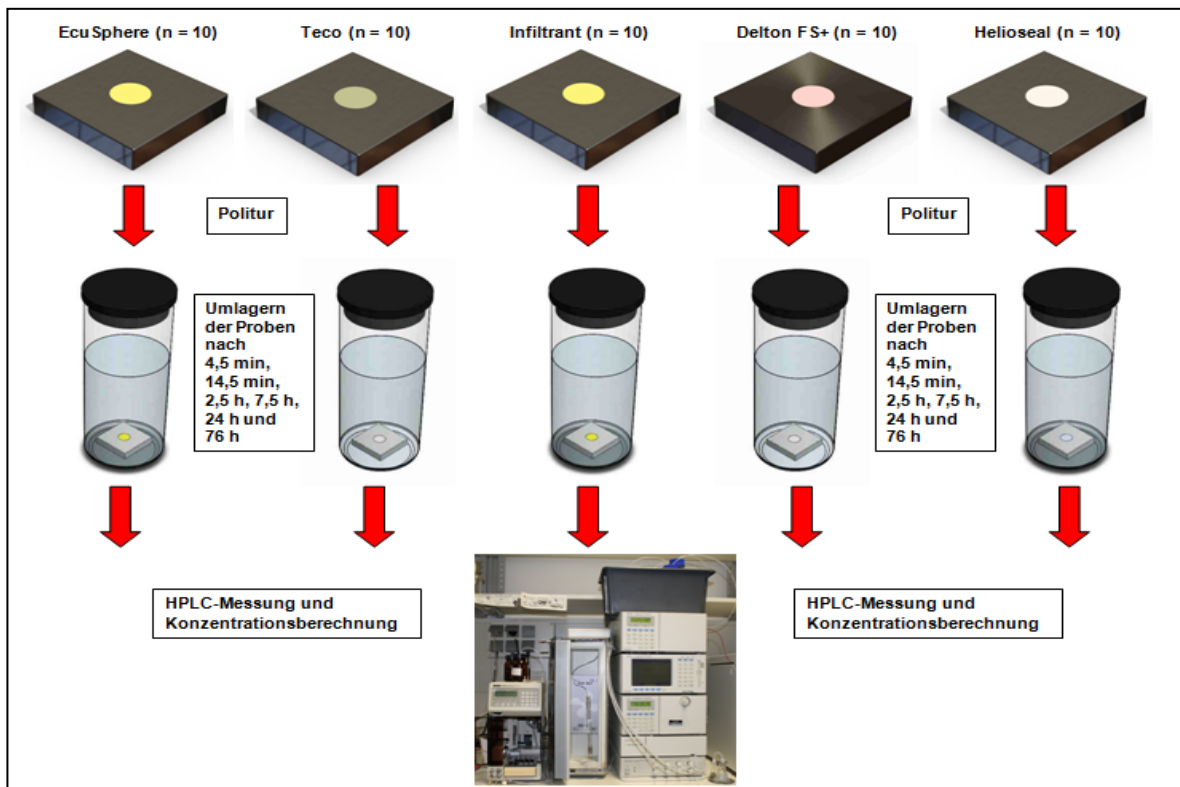 EcuSphere (n = 10)
Teco (n = 10)
Infiltrant (n = 10)
Delton FS+ (n = 10)
Helioseal (n = 10)
Politur
Politur
Umlagern
der Proben
nach
4,5 min,
14,5 min,
2,5 h, 7,5 h,
24 h und
76 h
Umlagern
der Proben
nach
4,5 min,
14,5 min,
2,5 h, 7,5 h,
24 h und
76 h
HPLC-Messung und
Konzentrationsberechnung
HPLC-Messung und
Konzentrationsberechnung